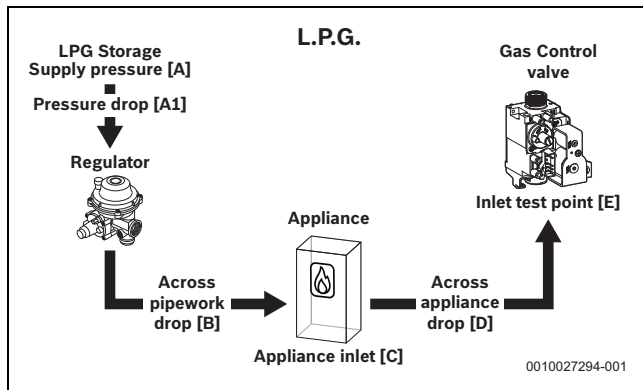 L.P.G.
LPG Storage
Supply pressure [A]
Pressure drop [A1]
Regulator
Across
pipework
drop [B]
Appliance
Appliance inlet [C]
Across
appliance
drop [D]
Gas Control
valve
Inlet test point [E]
0010027294-001